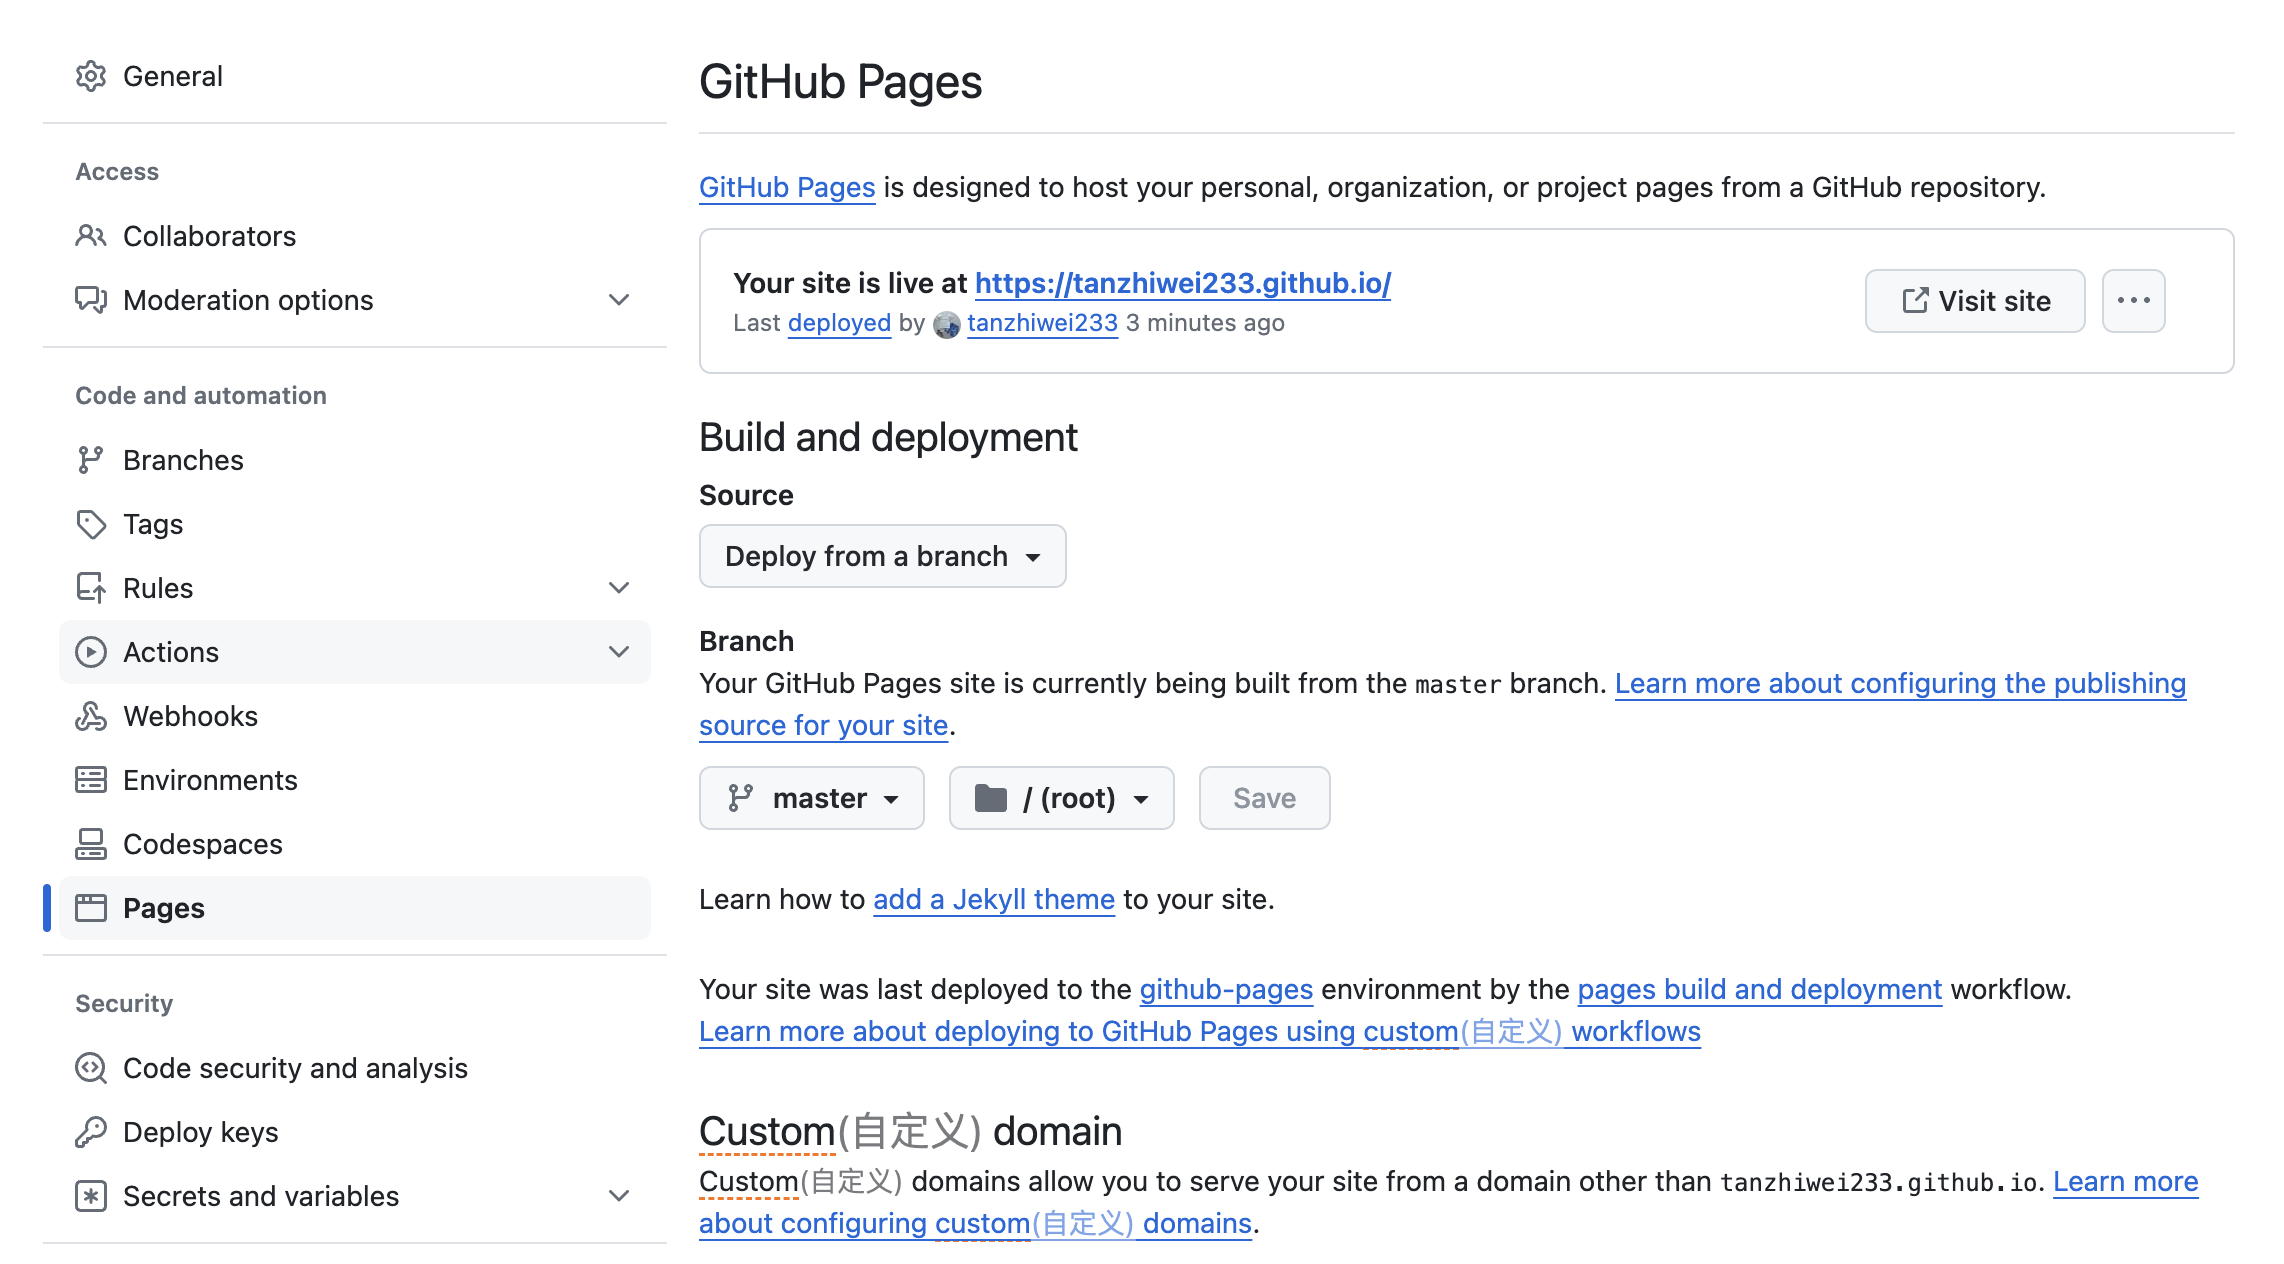 General
Access
Collaborators
Moderation options
Code and automation
Branches
Tags
Rules
Actions
Webhooks
Environments
Codespaces
Pages
Security
Code security and analysis
Deploy keys
Secrets and variables
GitHub Pages
GitHub Pages is designed to host your personal, organization, or project pages from a GitHub repository.
Your site is live at https://tanzhiwei233.github.io/
Last deployed by tanzhiwei233 3 minutes ago
Visit site
Build and deployment
Source
Deploy from a branch
Branch
Your GitHub Pages site is currently being built from the master branch. Learn more about configuring the publishing
source for your site.
master
/ (root)
Save
Learn how to add a Jekyll theme to your site.
Your site was last deployed to the github-pages environment by the pages build and deployment workflow.
Learn more about deploying to GitHub Pages using custom(自定义) workflows
Custom(自定义) domain
Custom(自定义) domains allow you to serve your site from a domain other than tanzhiwei233.github.io. Learn more
about configuring custom(自定义) domains.